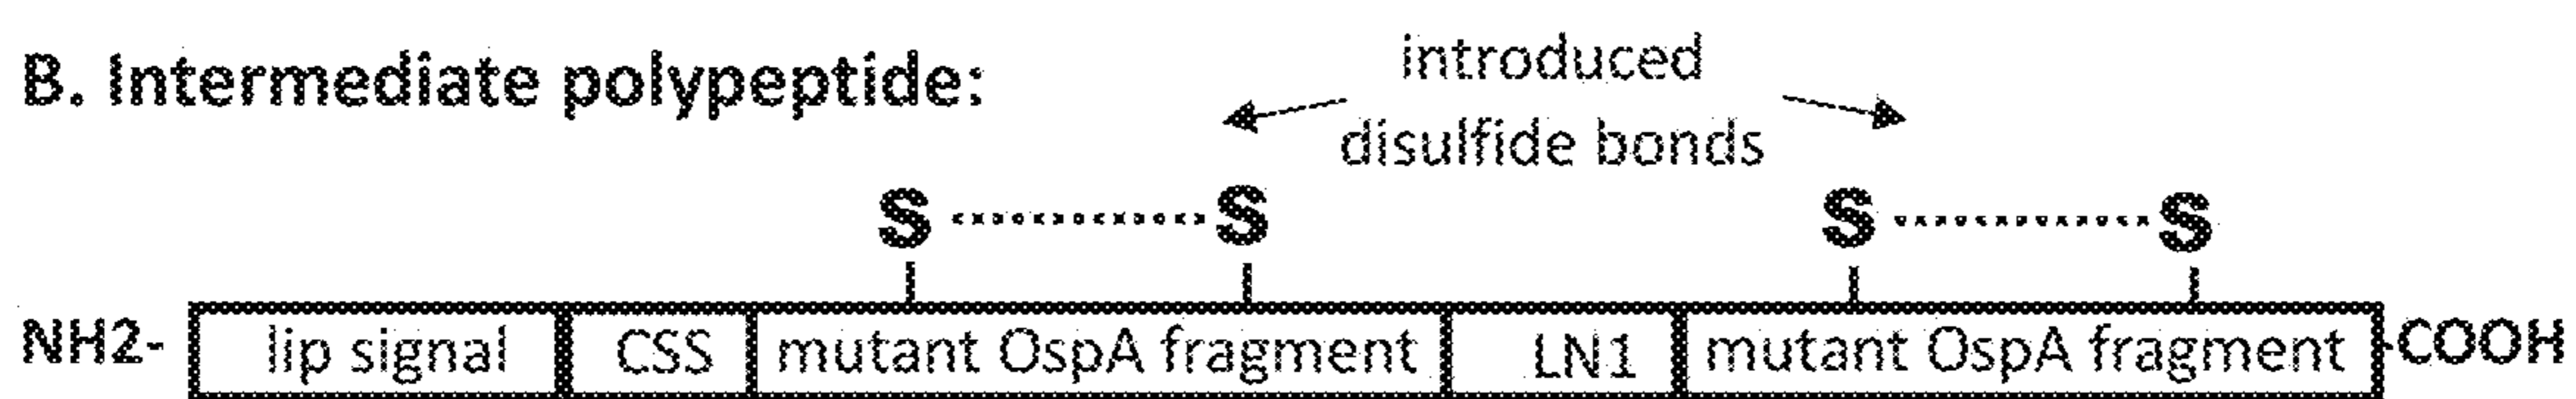 B. Intermediate polypeptide:
introduced
disulfide bonds
S S S S
NH2- lip signal CSS mutant OspA fragment LN1 mutant OspA fragment -COOH